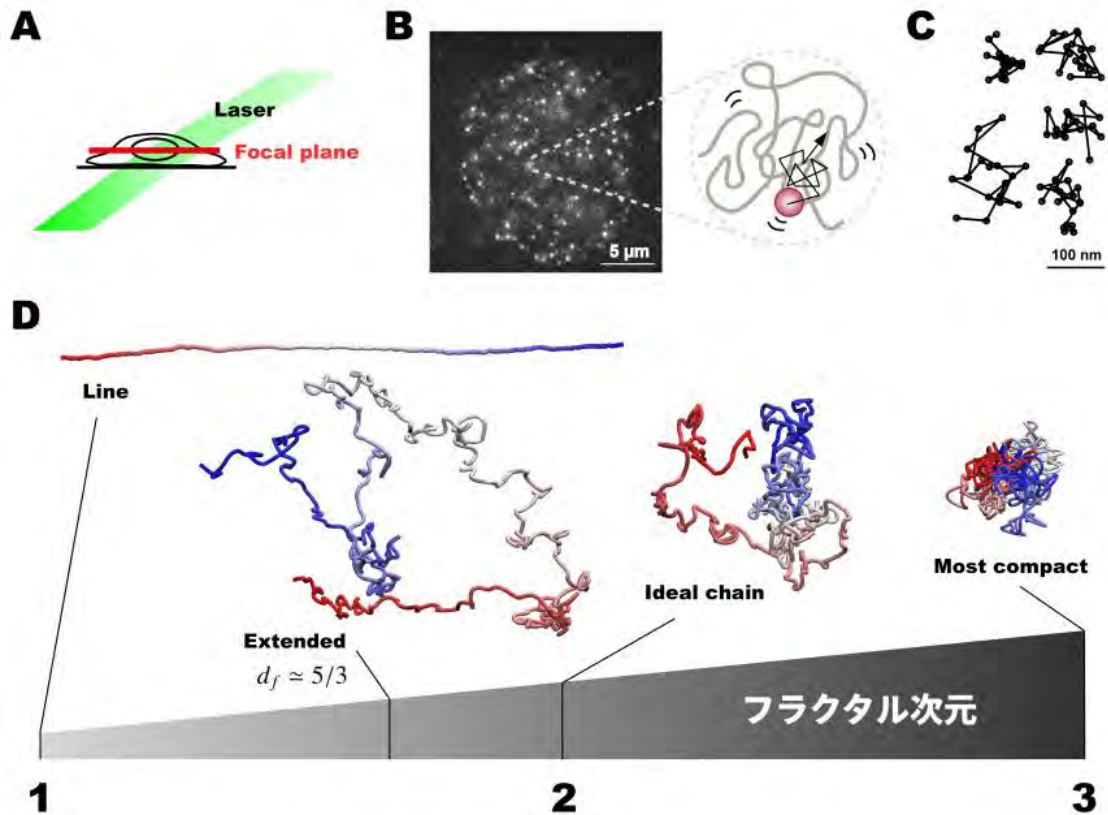 A
Laser
Focal plane
B
5 μm
C
100 nm
D
Line
Extended
d_f ≃ 5/3
Ideal chain
Most compact
フラクタル次元
1
2
3